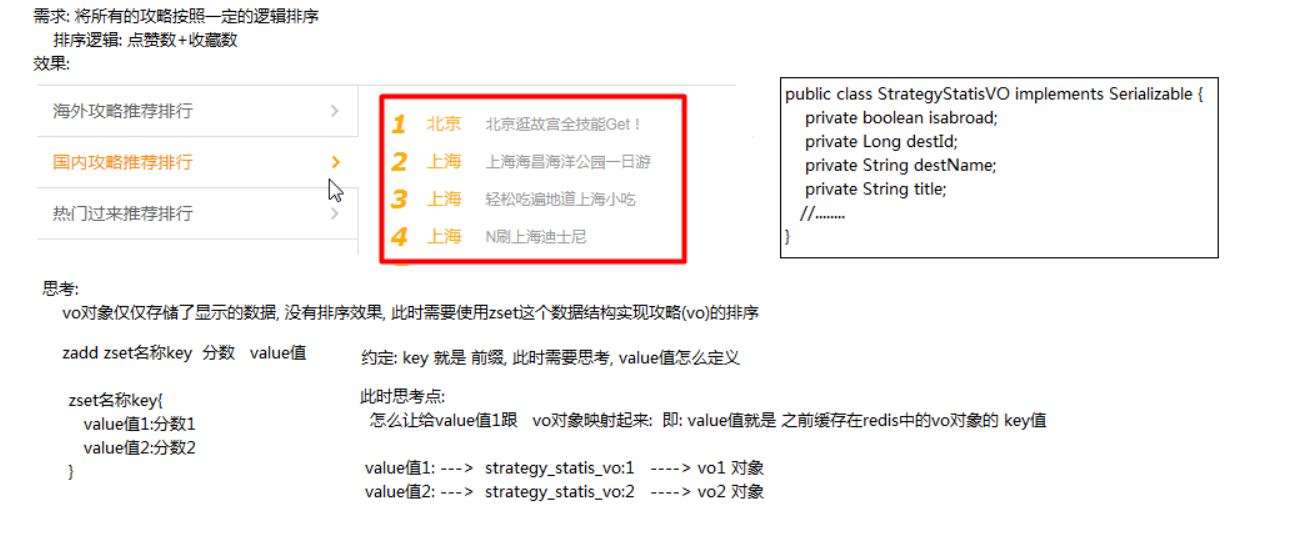 需求: 将所有的攻略按照一定的逻辑排序
排序逻辑: 点赞数+收藏数
效果:
海外攻略推荐排行
国内攻略推荐排行
热门过来推荐排行
1 北京 北京逛故宫全技能Get！
2 上海 上海海昌海洋公园一日游
3 上海 轻松吃遍地道上海小吃
4 上海 N刷上海迪士尼
public class StrategyStatisVO implements Serializable {
private boolean isabroad;
private Long destId;
private String destName;
private String title;
//........
}
思考:
vo对象仅仅存储了显示的数据, 没有排序效果, 此时需要使用zset这个数据结构实现攻略(vo)的排序
zadd zset名称key 分数 value值
zset名称key{
value值1:分数1
value值2:分数2
}
约定: key 就是 前缀, 此时需要思考, value值怎么定义
此时思考点:
怎么让给value值1跟 vo对象映射起来: 即: value值就是 之前缓存在redis中的vo对象的 key值
value值1: ---> strategy_statis_vo:1 ----> vo1 对象
value值2: ---> strategy_statis_vo:2 ----> vo2 对象